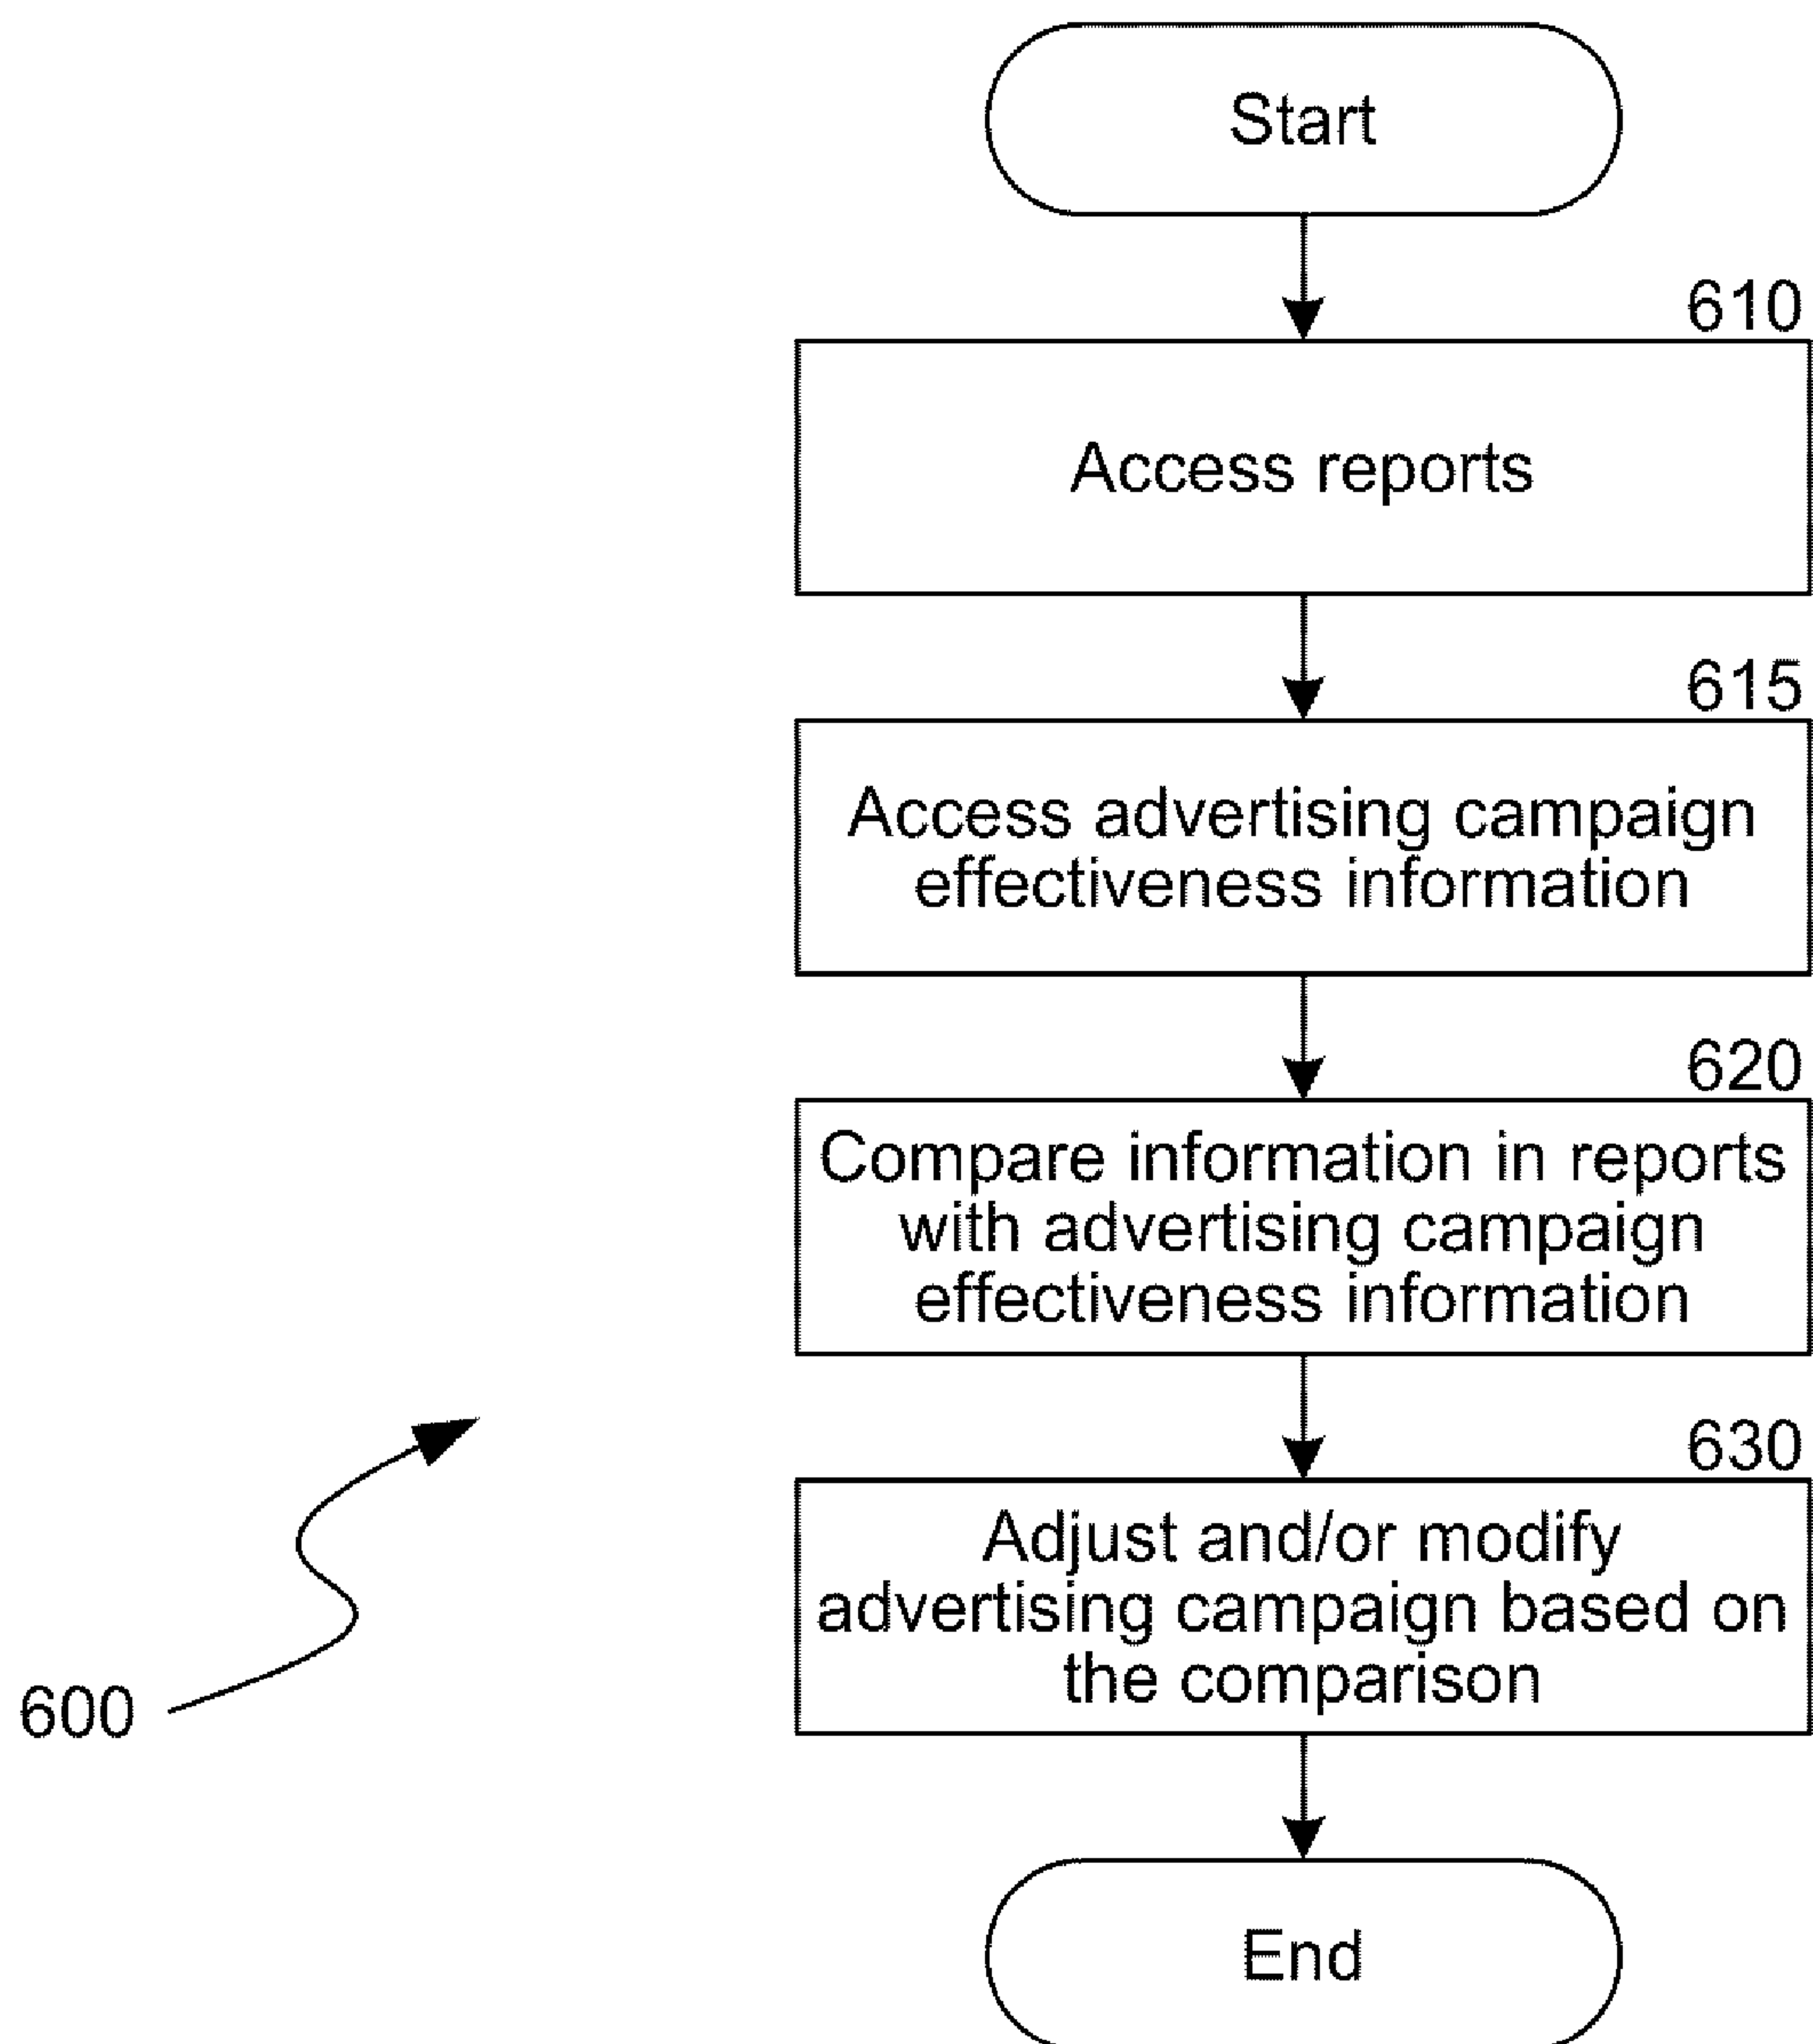 Start
610
Access reports
615
Access advertising campaign
effectiveness information
620
Compare information in reports
with advertising campaign
effectiveness information
630
Adjust and/or modify
advertising campaign based on
the comparison
600
End